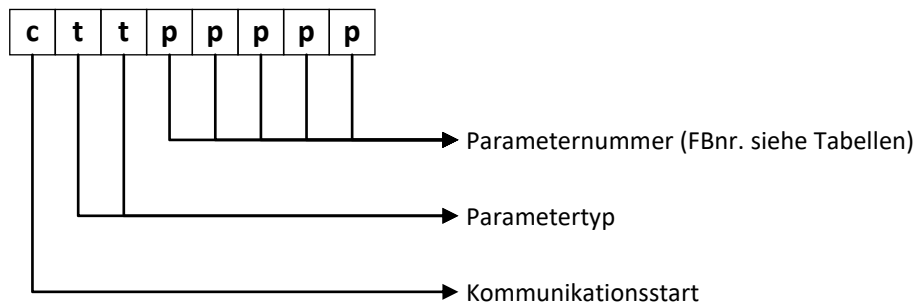 c t t p p p p p
Parameternummer (FBnr. siehe Tabellen)
Parametertyp
Kommunikationsstart